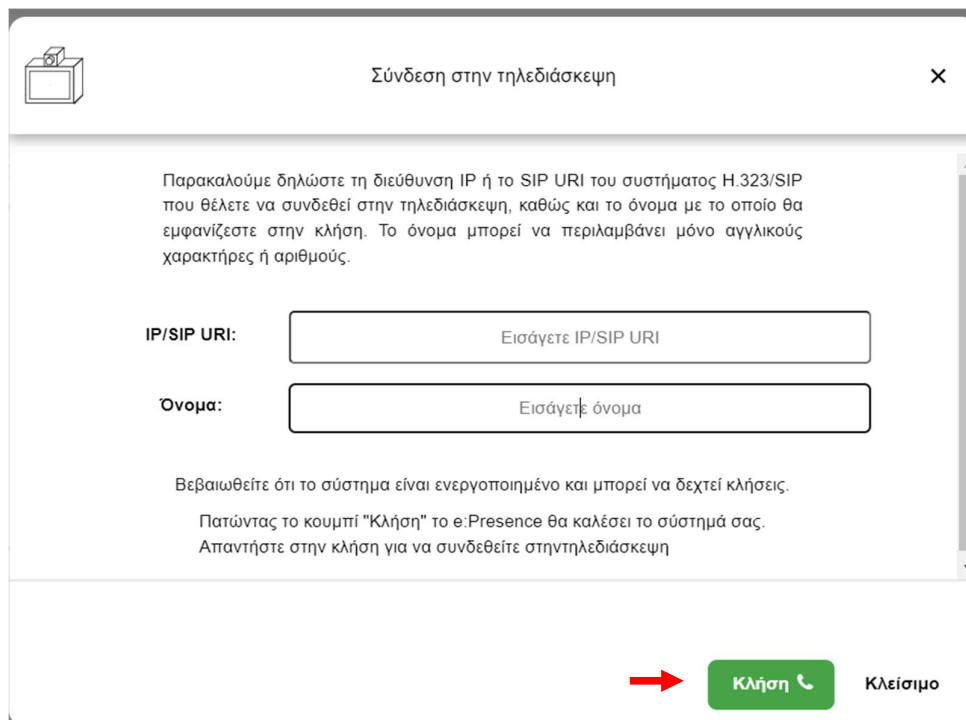 Σύνδεση στην τηλεδιάσκεψη
Παρακαλούμε δηλώστε τη διεύθυνση IP ή το SIP URI του συστήματος H.323/SIP
που θέλετε να συνδεθεί στην τηλεδιάσκεψη, καθώς και το όνομα με το οποίο θα
εμφανίζεστε στην κλήση. Το όνομα μπορεί να περιλαμβάνει μόνο αγγλικούς
χαρακτήρες ή αριθμούς.
IP/SIP URI:
Εισάγετε IP/SIP URI
Όνομα:
Εισάγετε όνομα
Βεβαιωθείτε ότι το σύστημα είναι ενεργοποιημένο και μπορεί να δεχτεί κλήσεις.
Πατώντας το κουμπί "Κλήση" το e:Presence θα καλέσει το σύστημά σας.
Απαντήστε στην κλήση για να συνδεθείτε στηντηλεδιάσκεψη
Κλήση
Κλείσιμο